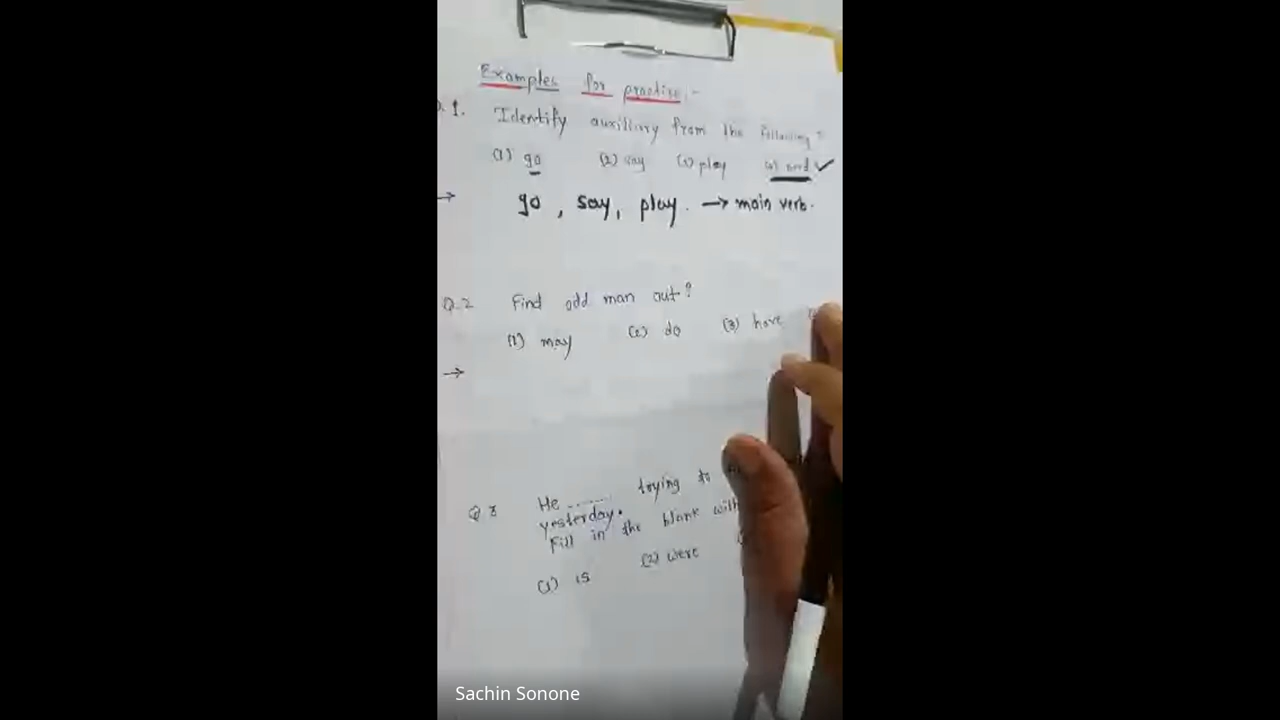 Examples for practise :-
Q.1. Identify auxiliary from the following?
(1) go (2) say (3) play (4) need ✓
→ go, say, play. → main verb.
Q.2 Find odd man out?
(1) may (2) do (3) have
→
Q 3 He ...... trying to
yesterday.
Fill in the blank with
(1) is (2) were
Sachin Sonone